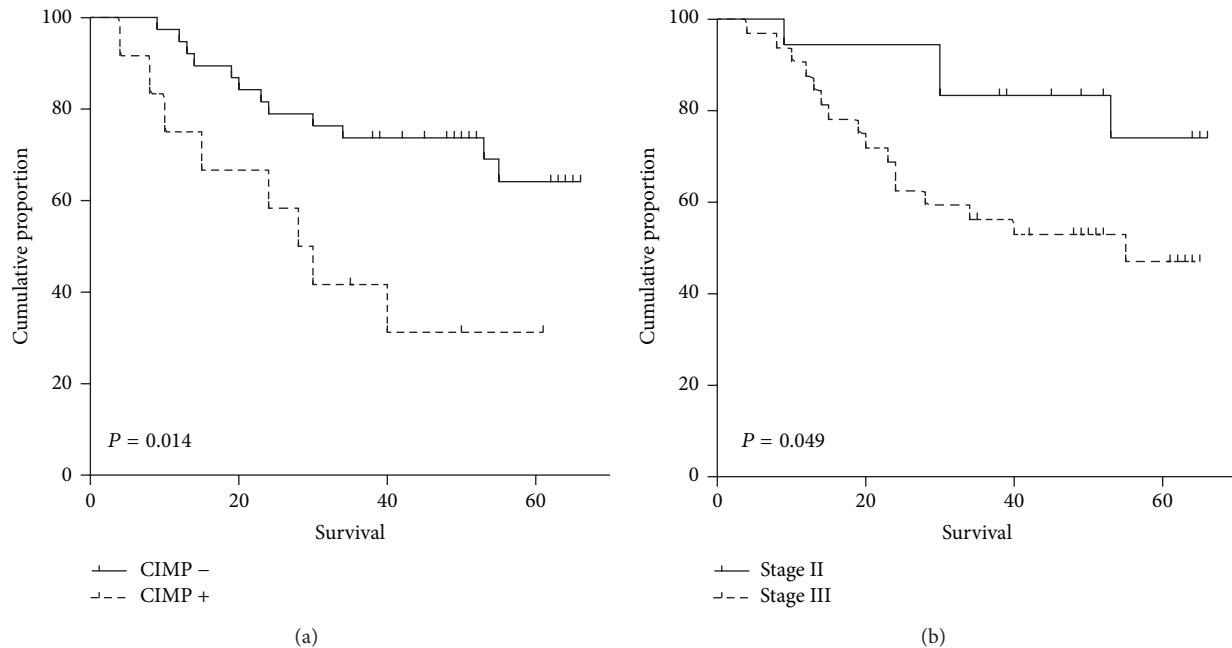 100
80
60
40
20
0
Cumulative proportion
P = 0.014
0 20 40 60
Survival
CIMP −
CIMP +
(a)
100
80
60
40
20
0
Cumulative proportion
P = 0.049
0 20 40 60
Survival
Stage II
Stage III
(b)